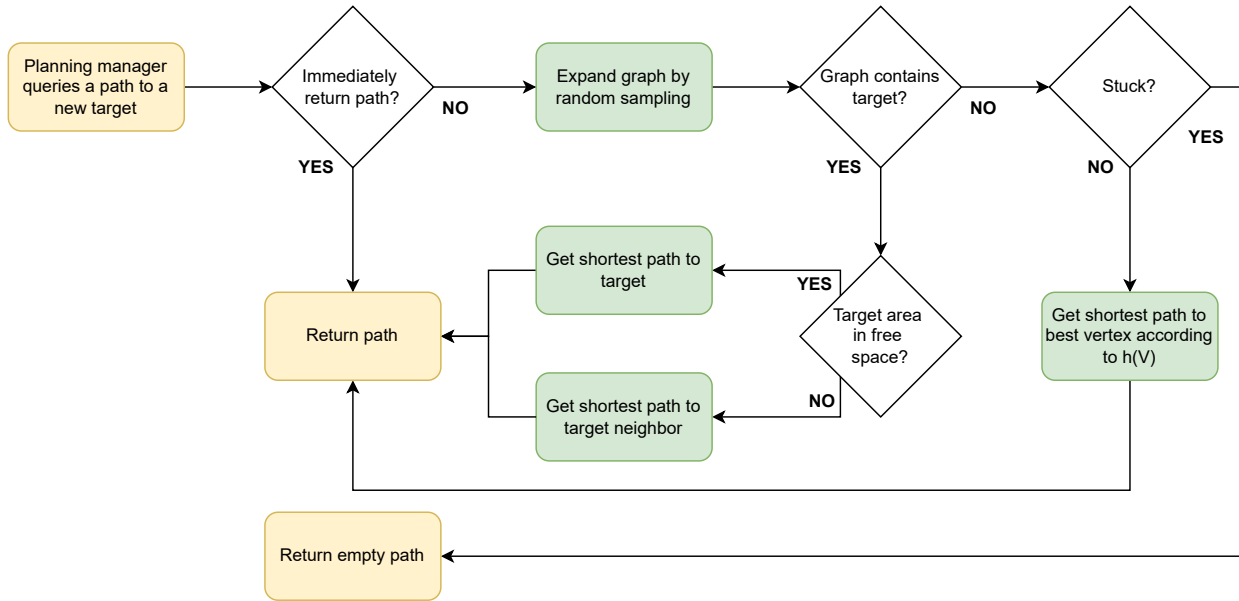 Planning manager
queries a path to a
new target
Immediately
return path?
NO
YES
Expand graph by
random sampling
Graph contains
target?
NO
YES
Stuck?
YES
NO
Get shortest path to
target
YES
Target area
in free
space?
NO
Get shortest path to
target neighbor
Return path
Get shortest path to
best vertex according
to h(V)
Return empty path